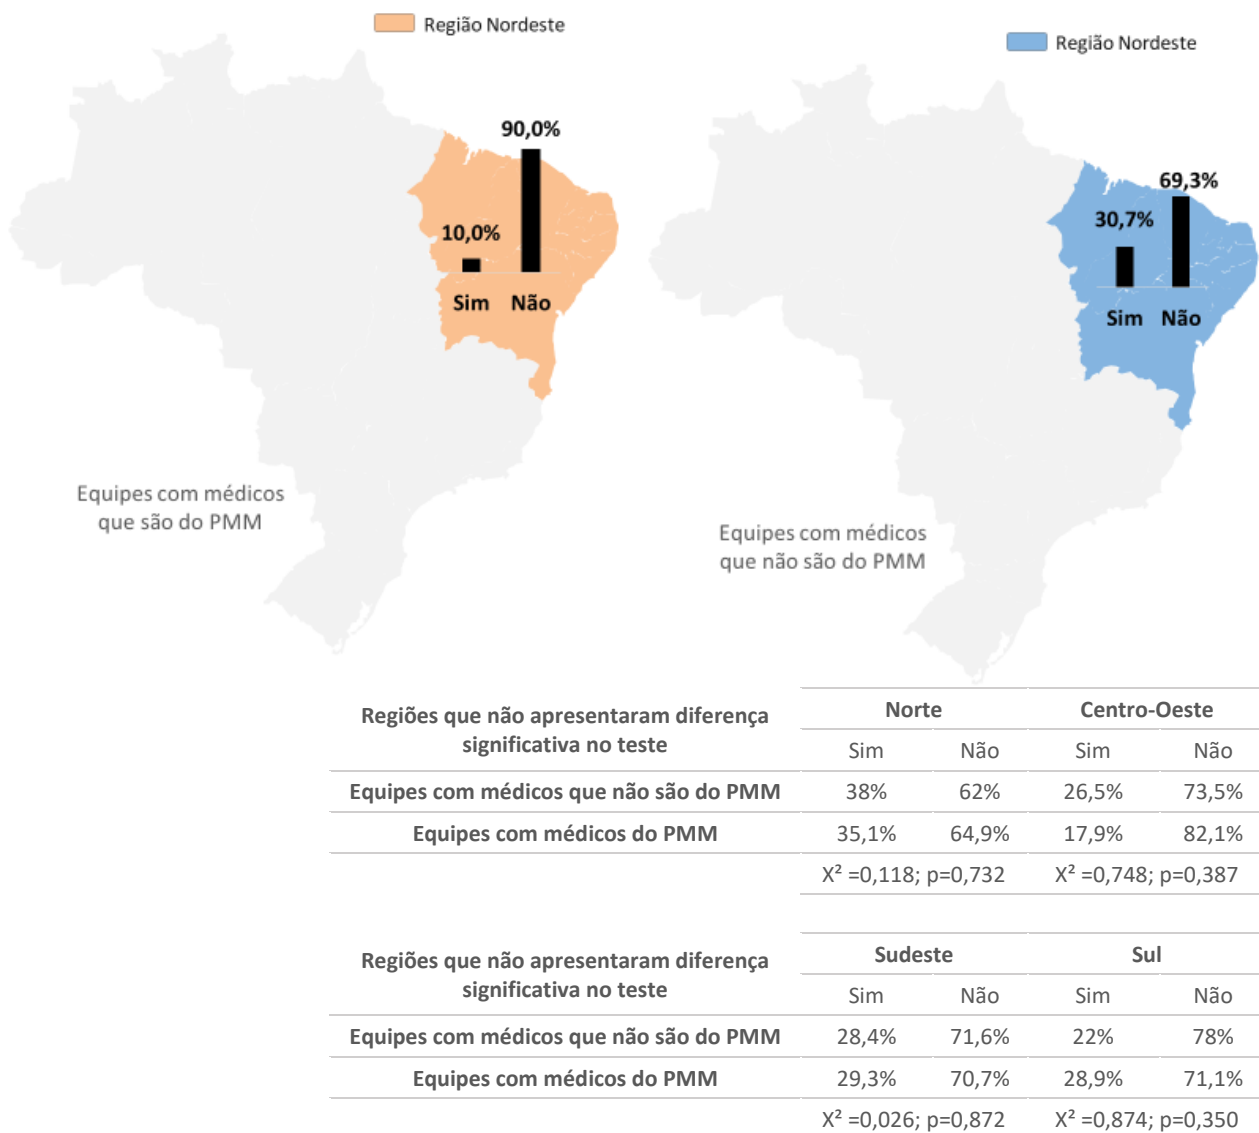 Região Nordeste
90,0%
10,0%
Sim Não
Equipes com médicos
que são do PMM
Região Nordeste
69,3%
30,7%
Sim Não
Equipes com médicos
que não são do PMM
Regiões que não apresentaram diferença
significativa no teste
Norte Centro-Oeste
Sim Não Sim Não
Equipes com médicos que não são do PMM 38% 62% 26,5% 73,5%
Equipes com médicos do PMM 35,1% 64,9% 17,9% 82,1%
X² =0,118; p=0,732 X² =0,748; p=0,387
Regiões que não apresentaram diferença
significativa no teste
Sudeste Sul
Sim Não Sim Não
Equipes com médicos que não são do PMM 28,4% 71,6% 22% 78%
Equipes com médicos do PMM 29,3% 70,7% 28,9% 71,1%
X² =0,026; p=0,872 X² =0,874; p=0,350